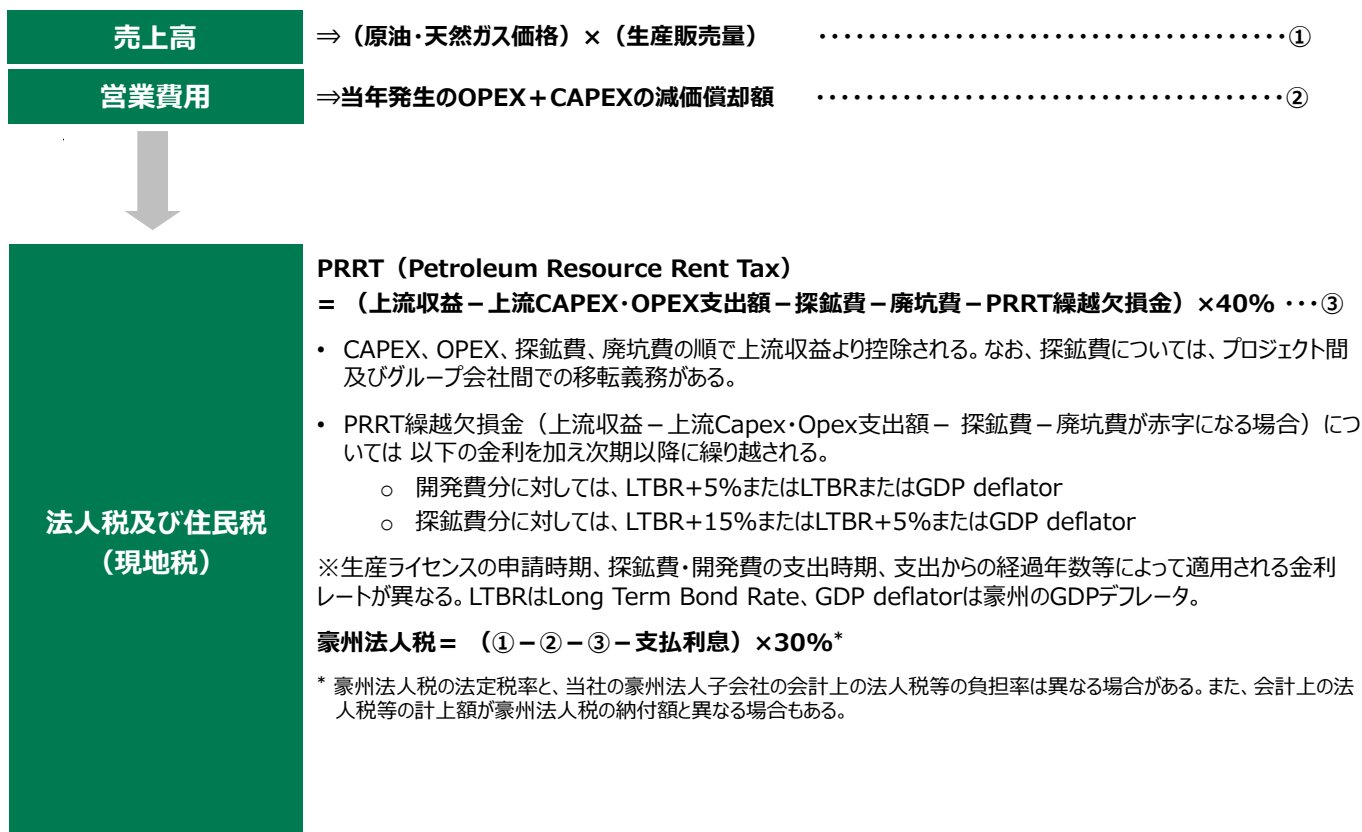 売上高 ⇒（原油・天然ガス価格）×（生産販売量） ・・・・・・・・・・・・・・・・・・・・・・・・・・・・・・・・・・・・・・①
営業費用 ⇒当年発生のOPEX＋CAPEXの減価償却額 ・・・・・・・・・・・・・・・・・・・・・・・・・・・・・・・・・・・・・・②
法人税及び住民税
（現地税）
PRRT（Petroleum Resource Rent Tax）
= （上流収益－上流CAPEX・OPEX支出額－探鉱費－廃坑費－PRRT繰越欠損金）×40% ・・・③
• CAPEX、OPEX、探鉱費、廃坑費の順で上流収益より控除される。なお、探鉱費については、プロジェクト間
及びグループ会社間での移転義務がある。
• PRRT繰越欠損金（上流収益－上流Capex・Opex支出額－ 探鉱費－廃坑費が赤字になる場合）につ
いては 以下の金利を加え次期以降に繰り越される。
o 開発費分に対しては、LTBR+5%またはLTBRまたはGDP deflator
o 探鉱費分に対しては、LTBR+15%またはLTBR+5%またはGDP deflator
※生産ライセンスの申請時期、探鉱費・開発費の支出時期、支出からの経過年数等によって適用される金利
レートが異なる。LTBRはLong Term Bond Rate、GDP deflatorは豪州のGDPデフレータ。
豪州法人税= （①－②－③－支払利息）×30%*
* 豪州法人税の法定税率と、当社の豪州法人子会社の会計上の法人税等の負担率は異なる場合がある。また、会計上の法
人税等の計上額が豪州法人税の納付額と異なる場合もある。